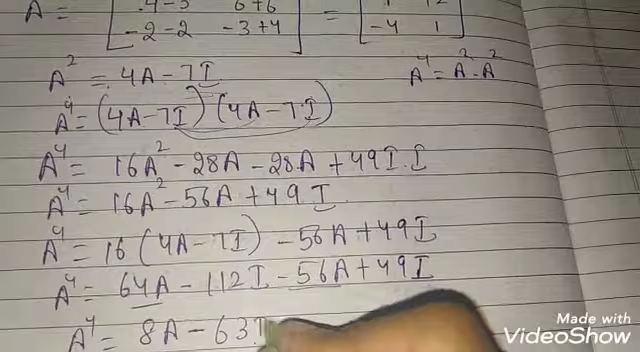 A = [ 4-3 6+6 ] = [ 1 12 ]
-2-2 -3+4 -4 1
A² = 4A-7I A⁴ = A²·A²
A⁴ = (4A-7I)(4A-7I)
A⁴ = 16A² - 28A - 28A + 49I.I
A⁴ = 16A² - 56A + 49I.
A⁴ = 16(4A-7I) - 56A + 49I
A⁴ = 64A - 112I - 56A + 49I
A⁴ = 8A - 63I
Made with
VideoShow